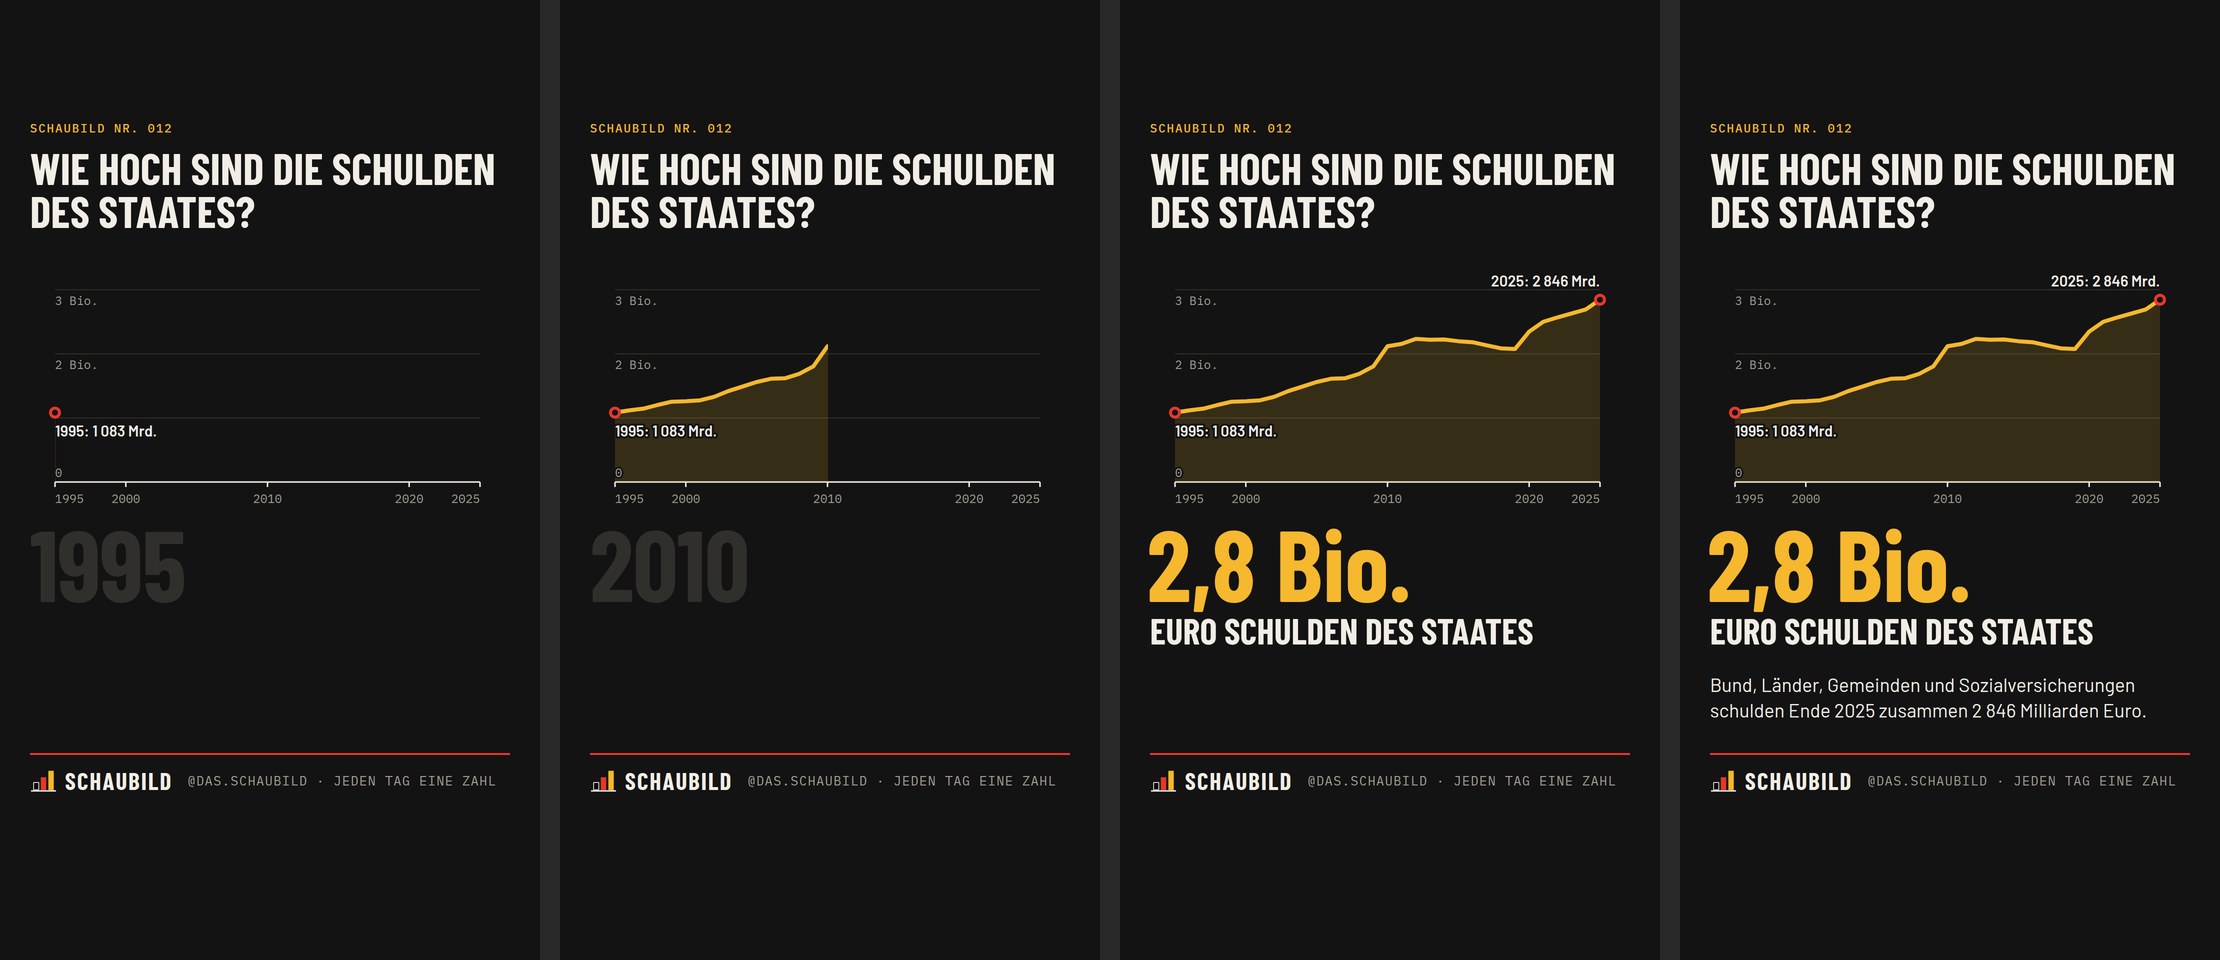 SCHAUBILD NR. 012
WIE HOCH SIND DIE SCHULDEN
DES STAATES?
3 Bio.
2 Bio.
1995: 1 083 Mrd.
0
1995 2000 2010 2020 2025
1995
SCHAUBILD @DAS.SCHAUBILD · JEDEN TAG EINE ZAHL
SCHAUBILD NR. 012
WIE HOCH SIND DIE SCHULDEN
DES STAATES?
3 Bio.
2 Bio.
1995: 1 083 Mrd.
0
1995 2000 2010 2020 2025
2010
SCHAUBILD @DAS.SCHAUBILD · JEDEN TAG EINE ZAHL
SCHAUBILD NR. 012
WIE HOCH SIND DIE SCHULDEN
DES STAATES?
2025: 2 846 Mrd.
3 Bio.
2 Bio.
1995: 1 083 Mrd.
0
1995 2000 2010 2020 2025
2,8 Bio.
EURO SCHULDEN DES STAATES
SCHAUBILD @DAS.SCHAUBILD · JEDEN TAG EINE ZAHL
SCHAUBILD NR. 012
WIE HOCH SIND DIE SCHULDEN
DES STAATES?
2025: 2 846 Mrd.
3 Bio.
2 Bio.
1995: 1 083 Mrd.
0
1995 2000 2010 2020 2025
2,8 Bio.
EURO SCHULDEN DES STAATES
Bund, Länder, Gemeinden und Sozialversicherungen
schulden Ende 2025 zusammen 2 846 Milliarden Euro.
SCHAUBILD @DAS.SCHAUBILD · JEDEN TAG EINE ZAHL